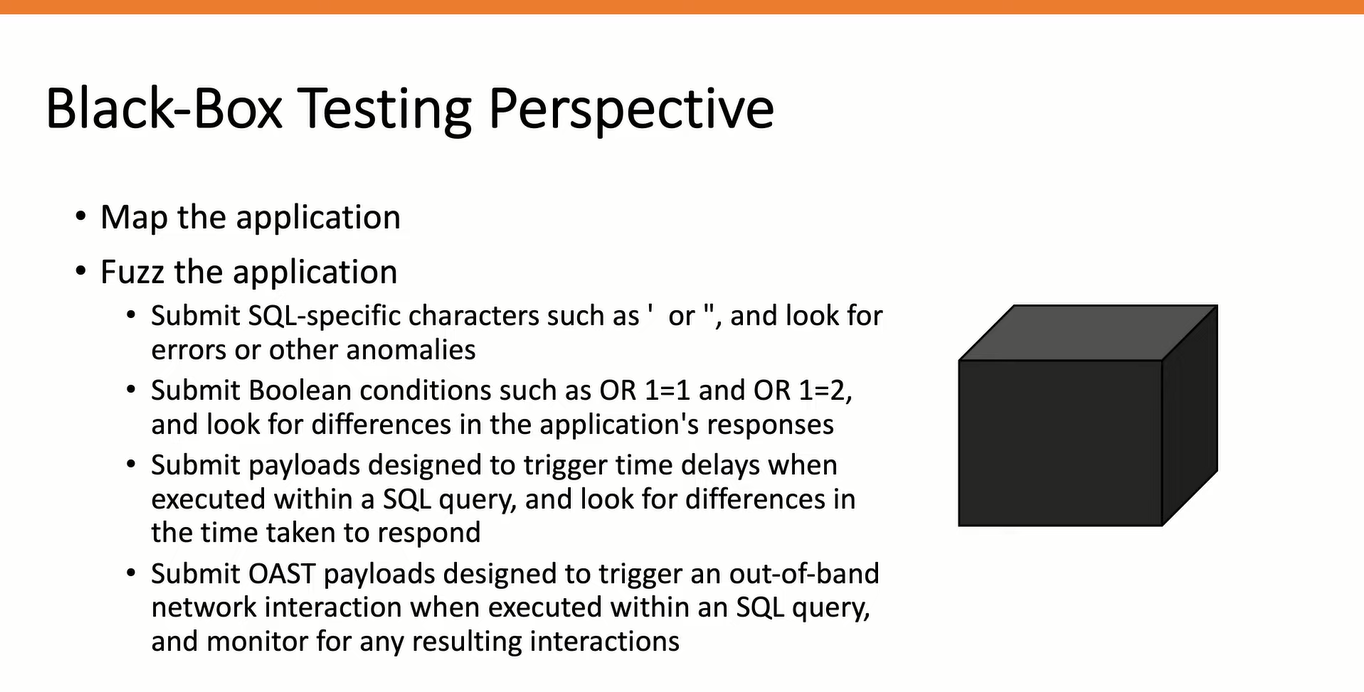 Black-Box Testing Perspective
• Map the application
• Fuzz the application
• Submit SQL-specific characters such as ' or ", and look for
errors or other anomalies
• Submit Boolean conditions such as OR 1=1 and OR 1=2,
and look for differences in the application's responses
• Submit payloads designed to trigger time delays when
executed within a SQL query, and look for differences in
the time taken to respond
• Submit OAST payloads designed to trigger an out-of-band
network interaction when executed within an SQL query,
and monitor for any resulting interactions